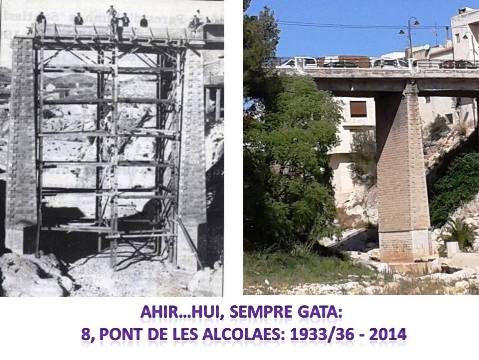 AHIR...HUI, SEMPRE GATA:
8, PONT DE LES ALCOLAES: 1933/36 - 2014